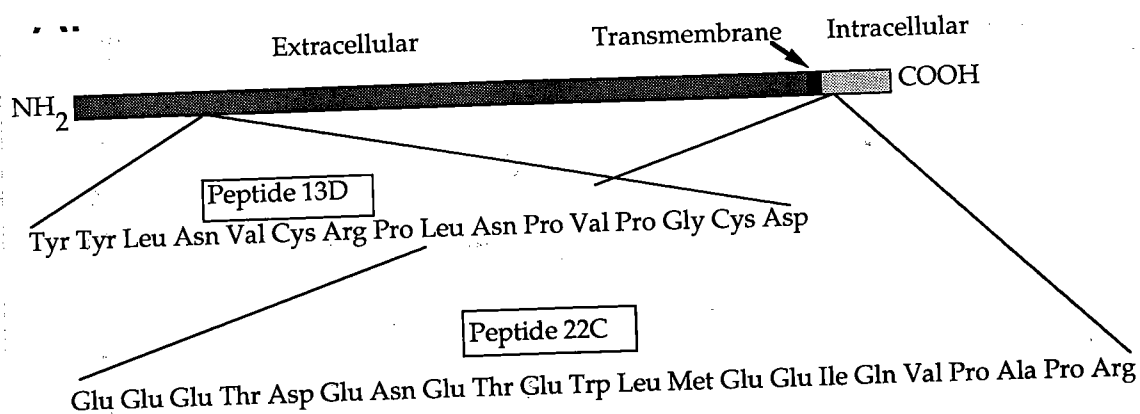 Extracellular Transmembrane Intracellular
NH2 COOH
Peptide 13D
Tyr Tyr Leu Asn Val Cys Arg Pro Leu Asn Pro Val Pro Gly Cys Asp
Peptide 22C
Glu Glu Glu Thr Asp Glu Asn Glu Thr Glu Trp Leu Met Glu Glu Ile Gln Val Pro Ala Pro Arg